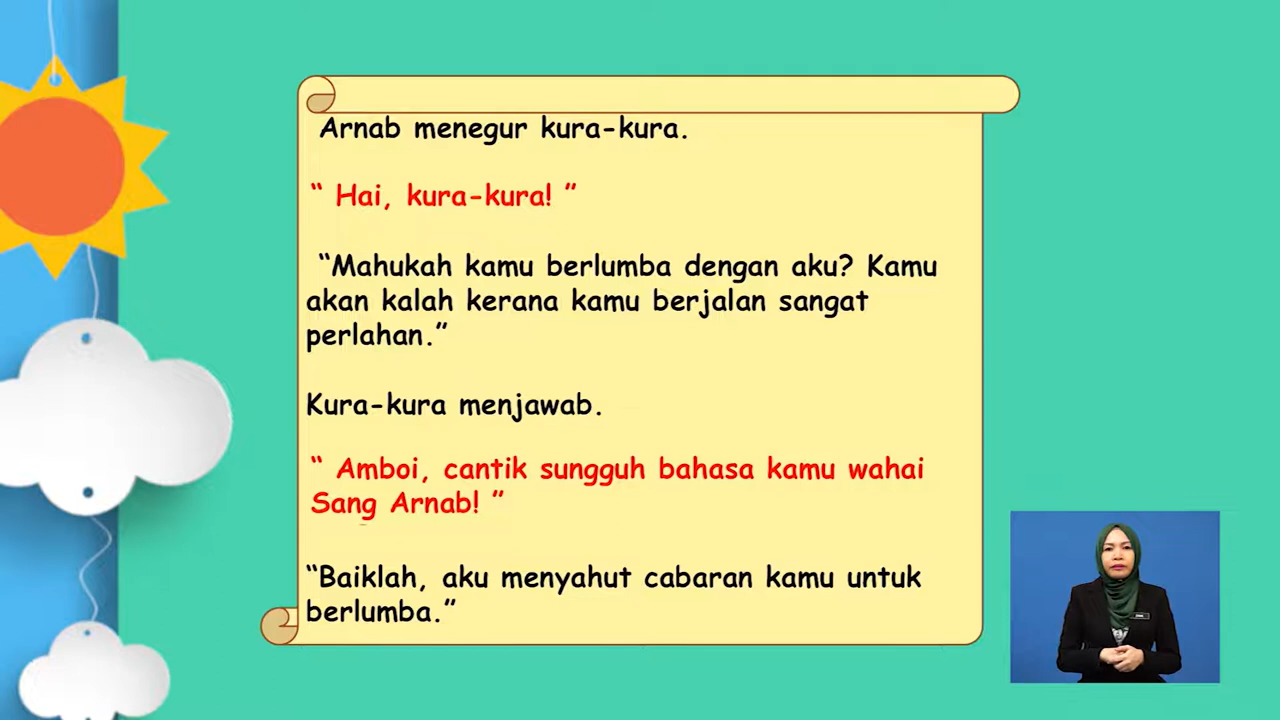 Arnab menegur kura-kura.
“ Hai, kura-kura! ”
“Mahukah kamu berlumba dengan aku? Kamu
akan kalah kerana kamu berjalan sangat
perlahan.”
Kura-kura menjawab.
“ Amboi, cantik sungguh bahasa kamu wahai
Sang Arnab! ”
“Baiklah, aku menyahut cabaran kamu untuk
berlumba.”